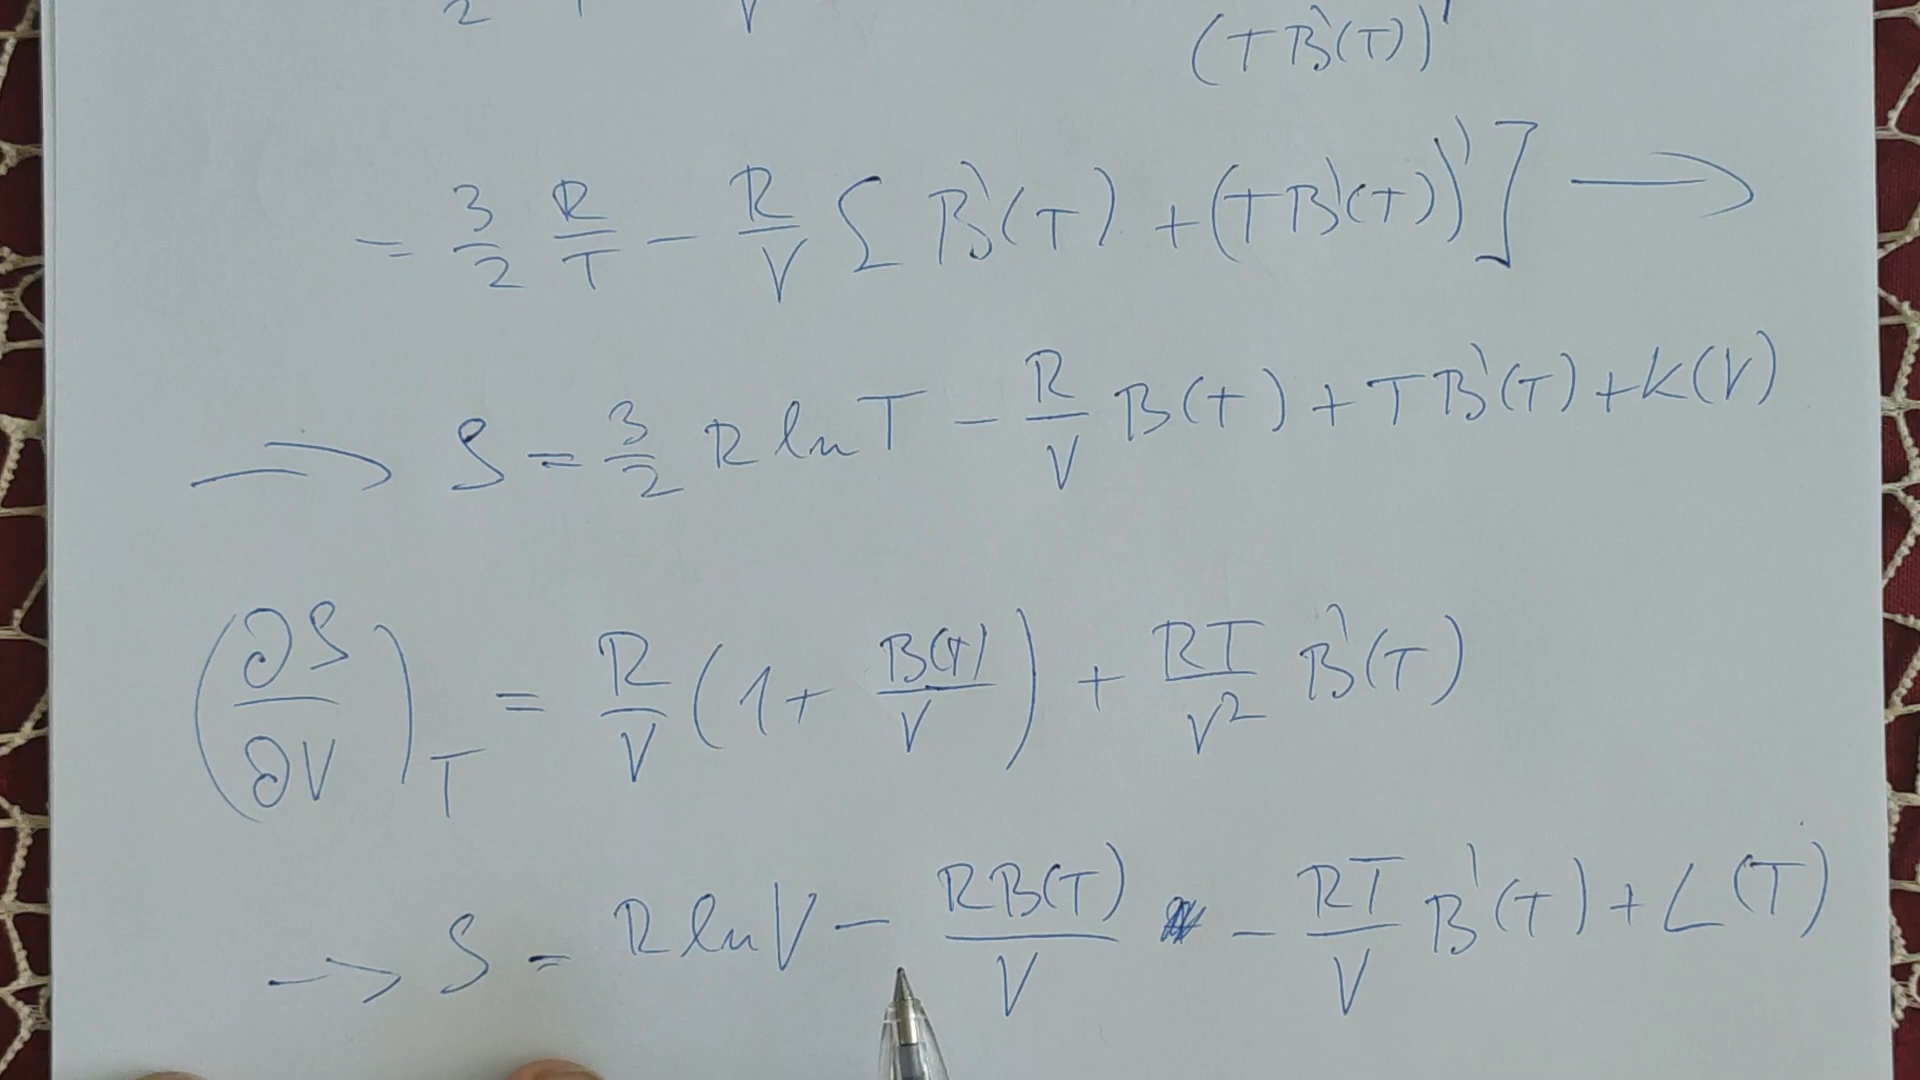 (TB'(T))'
= 3/2 R/T - R/V [B'(T) + (TB'(T))'] →
→ S = 3/2 R ln T - R/V B(T) + TB'(T) + K(V)
(∂S/∂V)_T = R/V (1 + B(T)/V) + RT/V² B'(T)
→ S = R ln V - RB(T)/V - RT/V B'(T) + L(T)